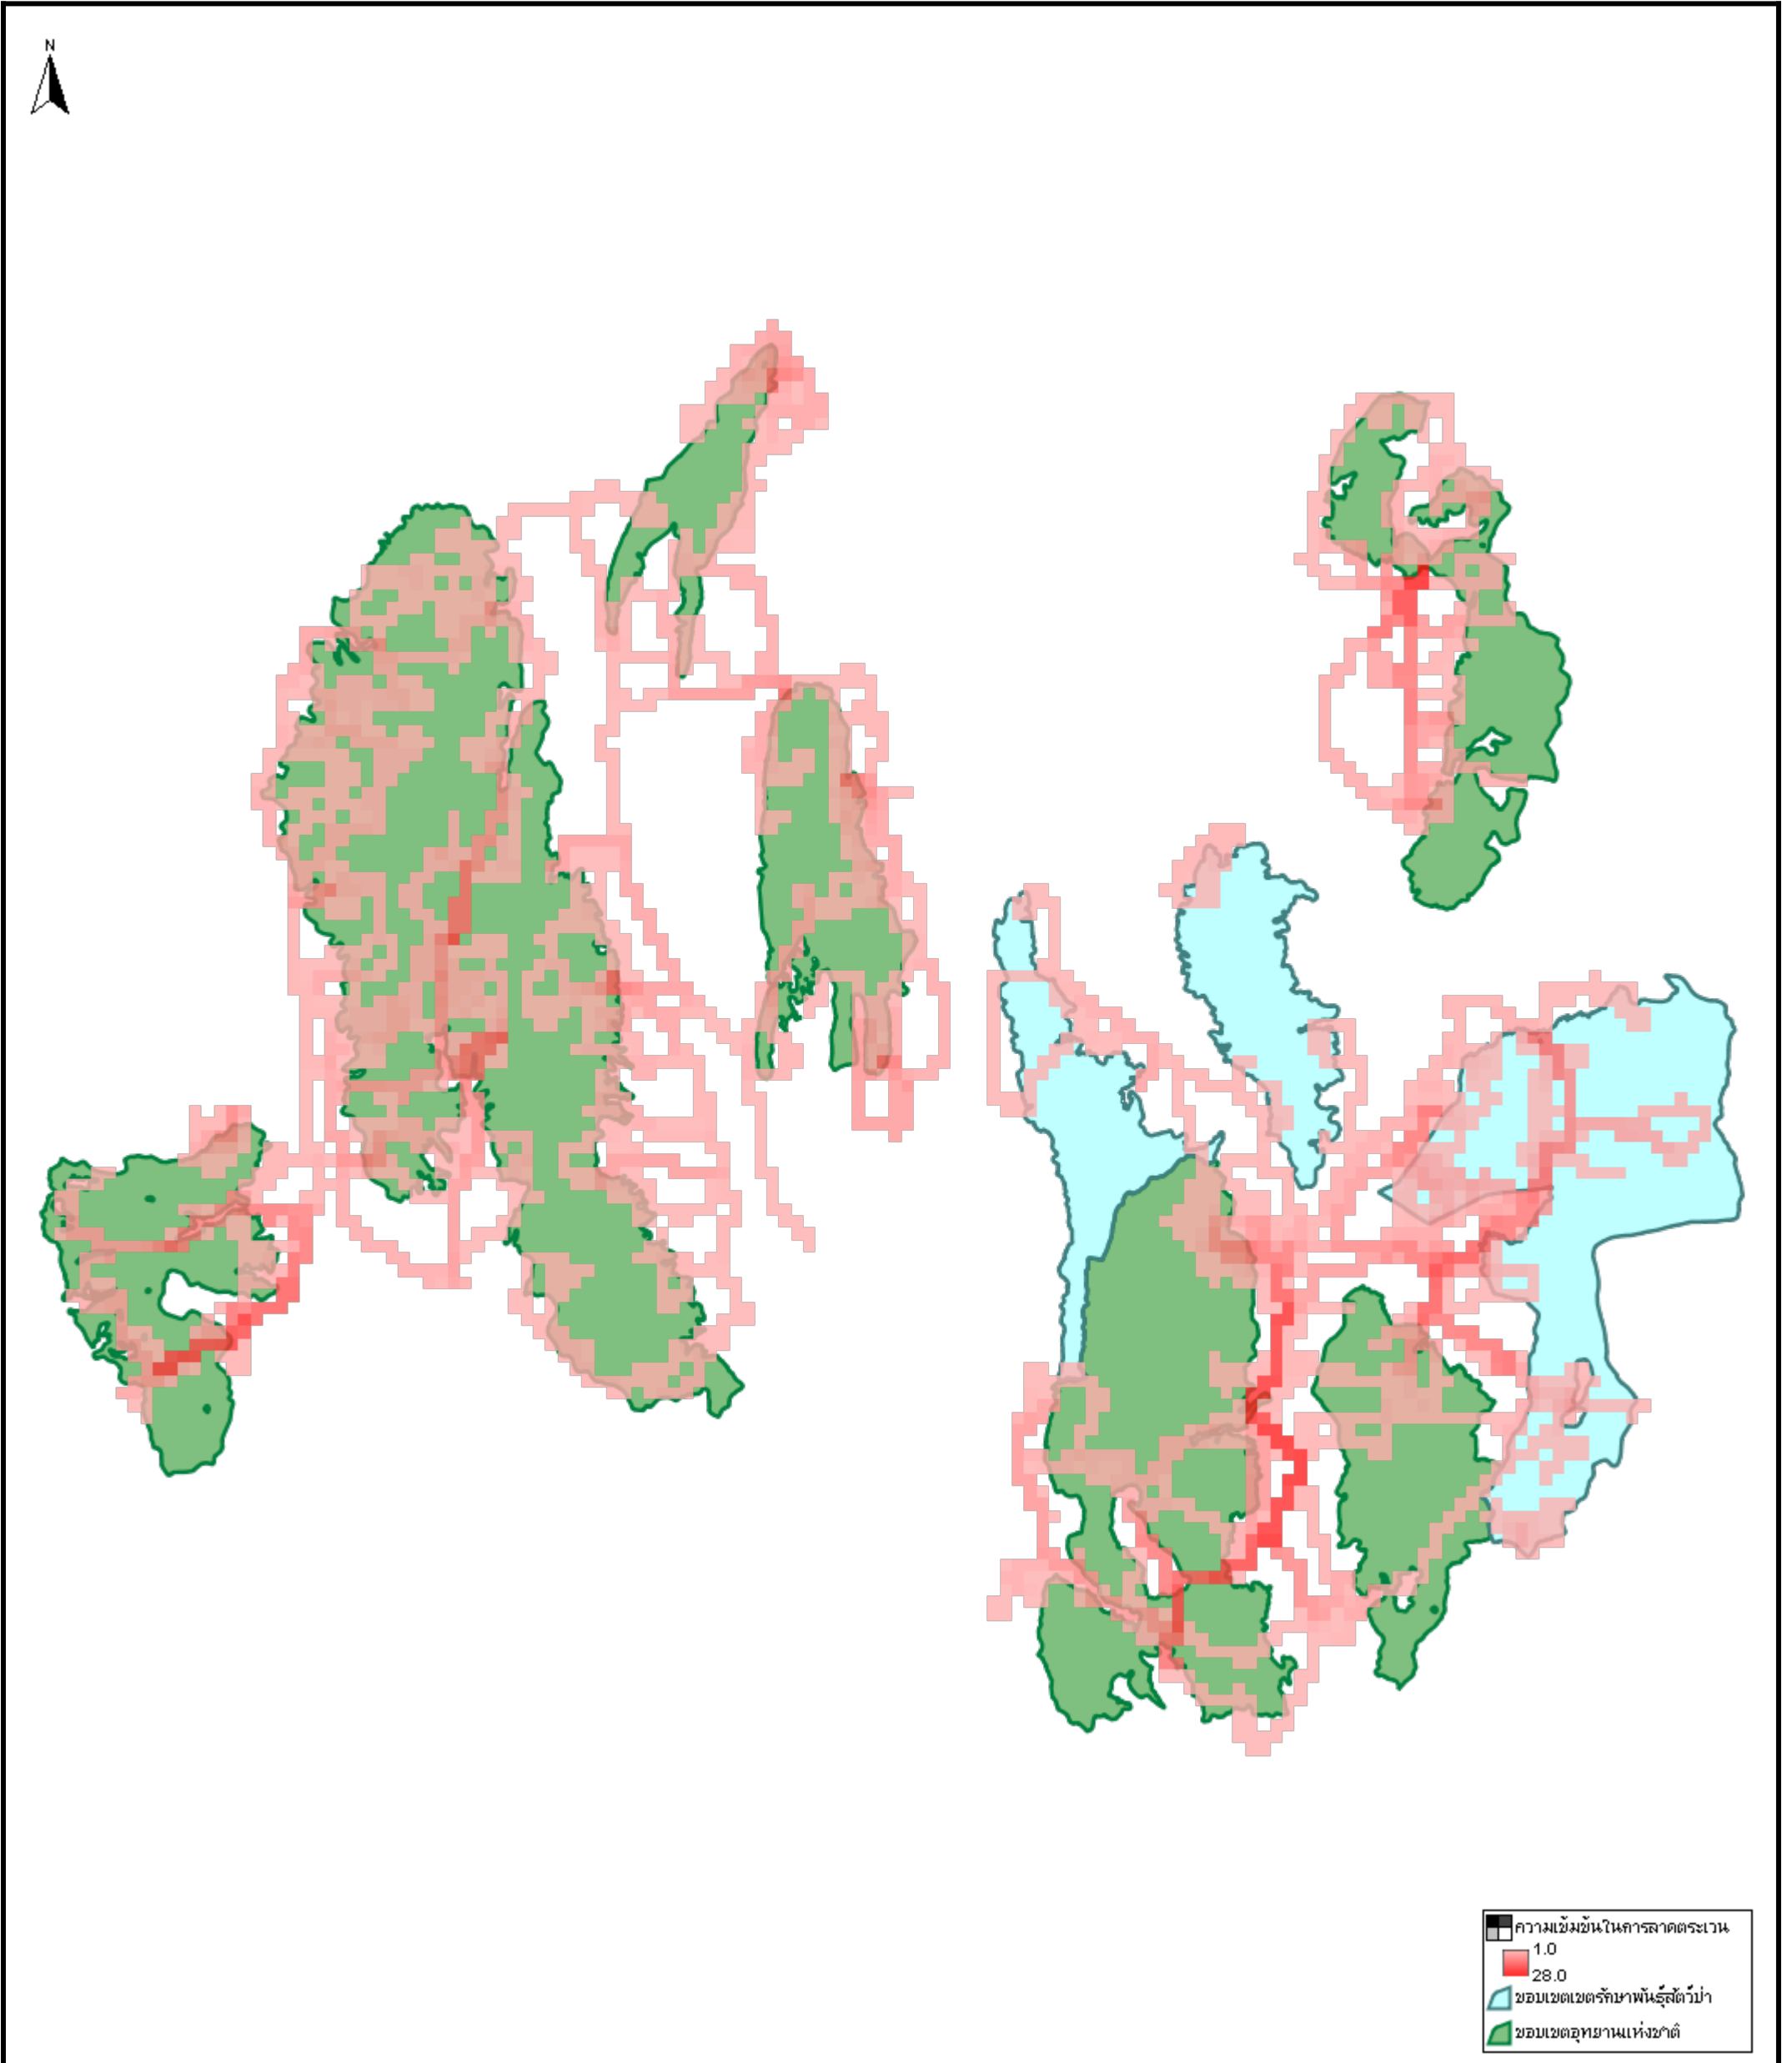 N
ความเข้มข้นในการลาดตระเวน
1.0
28.0
ขอบเขตเขตรักษาพันธุ์สัตว์ป่า
ขอบเขตอุทยานแห่งชาติ